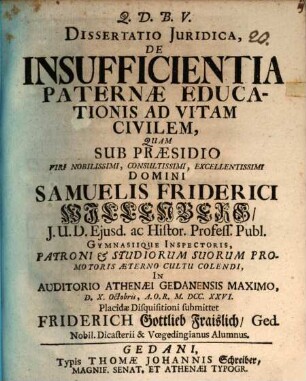 Q. D. B. V.
DISSERTATIO JURIDICA,
20.
DE
INSUFFICIENTIA
PATERNÆ EDUCA-
TIONIS AD VITAM
CIVILEM,
QUAM
SUB PRÆSIDIO
VIRI NOBILISSIMI, CONSULTISSIMI, EXCELLENTISSIMI
DOMINI
SAMUELIS FRIDERICI
WILLENBERG/
J. U. D. Ejusd. ac Histor. Profess. Publ.
GYMNASIIQUE INSPECTORIS,
PATRONI & STUDIORUM SUORUM PRO-
MOTORIS ÆTERNO CULTU COLENDI,
IN
AUDITORIO ATHENÆI GEDANENSIS MAXIMO,
D. X. Octobris, A. O. R. M. DCC. XXVI.
Placidæ Disquisitioni submittet
FRIDERICH Gottlieb Fraislich/ Ged.
Nobil. Dicasterii & Vœgedingianus Alumnus.
GEDANI,
Typis THOMÆ JOHANNIS Schreiber,
MAGNIF. SENAT, ET ATHENÆI TYPOGR.